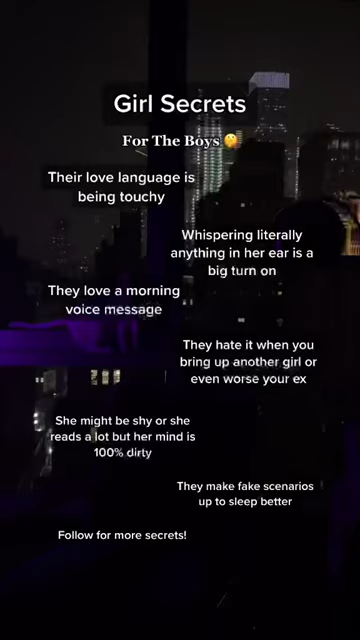 Girl Secrets
For The Boys 🤔
Their love language is
being touchy
Whispering literally
anything in her ear is a
big turn on
They love a morning
voice message
They hate it when you
bring up another girl or
even worse your ex
She might be shy or she
reads a lot but her mind is
100% dirty
They make fake scenarios
up to sleep better
Follow for more secrets!